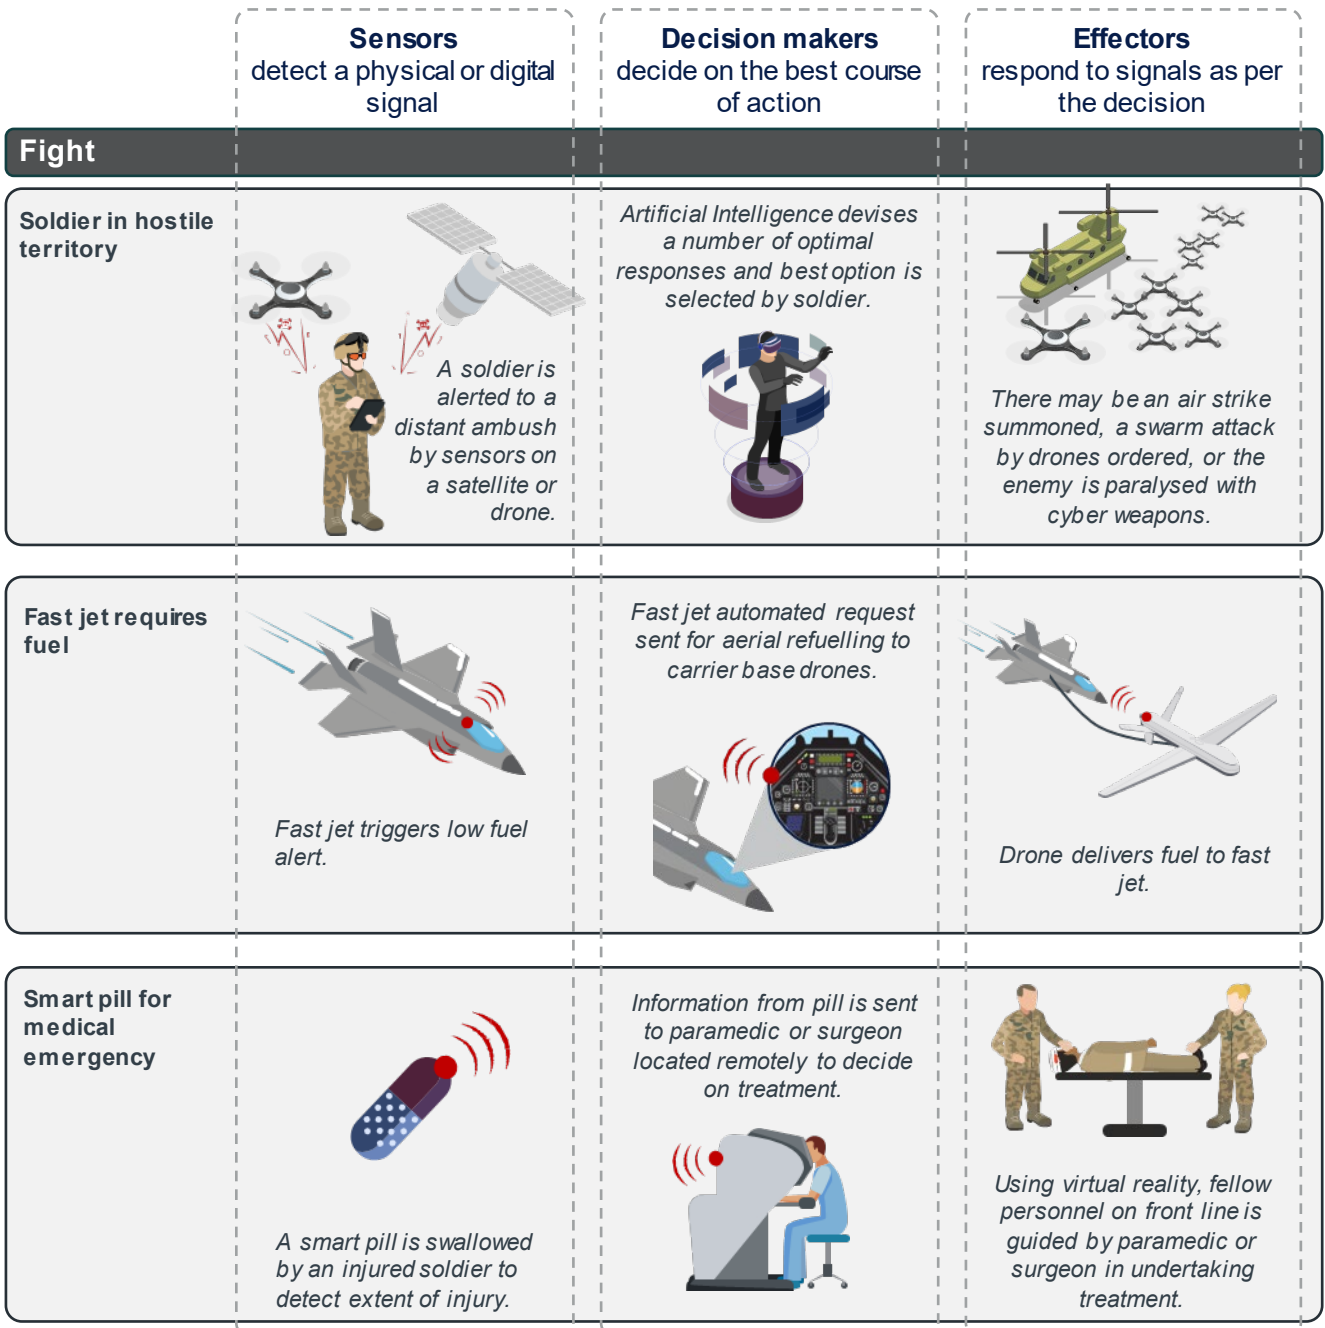 Sensors
detect a physical or digital
signal
Decision makers
decide on the best course
of action
Effectors
respond to signals as per
the decision
Fight
Soldier in hostile
territory
A soldier is
alerted to a
distant ambush
by sensors on
a satellite or
drone.
Artificial Intelligence devises
a number of optimal
responses and best option is
selected by soldier.
There may be an air strike
summoned, a swarm attack
by drones ordered, or the
enemy is paralysed with
cyber weapons.
Fast jet requires
fuel
Fast jet triggers low fuel
alert.
Fast jet automated request
sent for aerial refuelling to
carrier base drones.
Drone delivers fuel to fast
jet.
Smart pill for
medical
emergency
A smart pill is swallowed
by an injured soldier to
detect extent of injury.
Information from pill is sent
to paramedic or surgeon
located remotely to decide
on treatment.
Using virtual reality, fellow
personnel on front line is
guided by paramedic or
surgeon in undertaking
treatment.